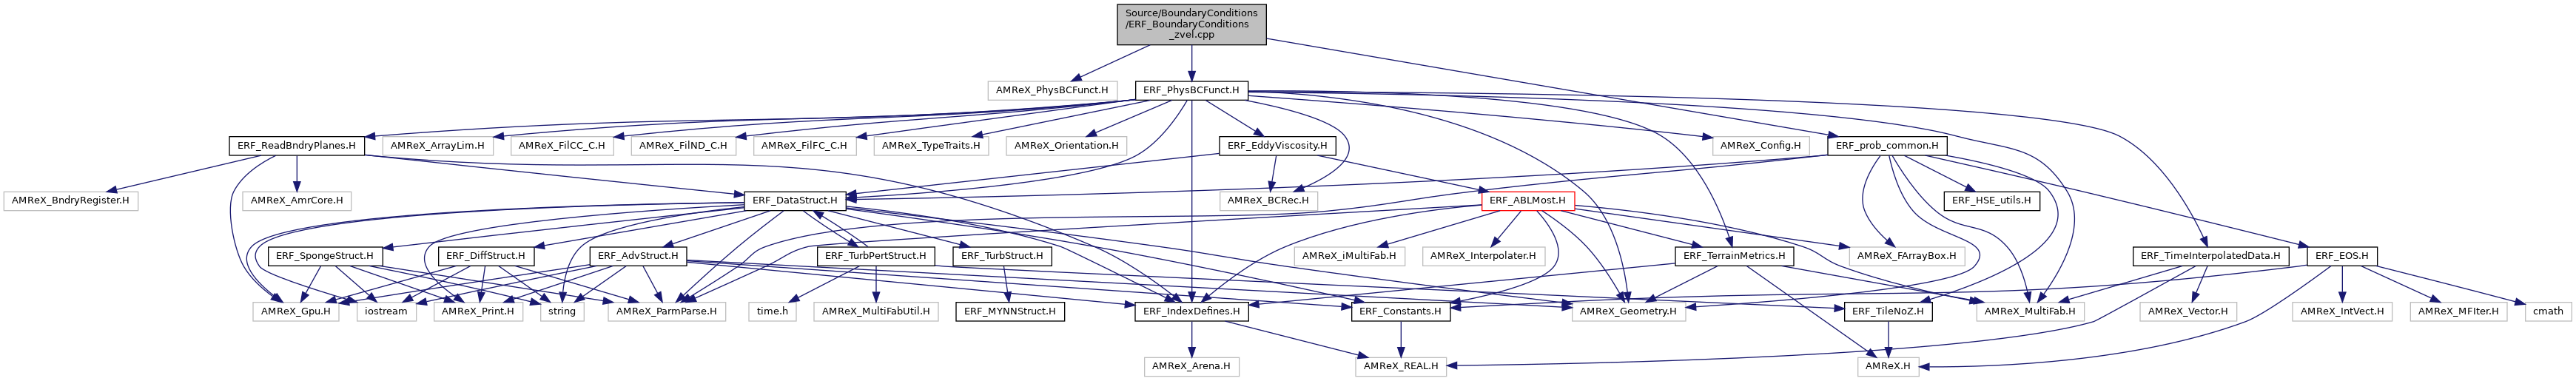 Source/BoundaryConditions
/ERF_BoundaryConditions
_zvel.cpp
AMReX_PhysBCFunct.H
ERF_PhysBCFunct.H
ERF_ReadBndryPlanes.H
AMReX_ArrayLim.H
AMReX_FilCC_C.H
AMReX_FilND_C.H
AMReX_FilFC_C.H
AMReX_TypeTraits.H
AMReX_Orientation.H
ERF_EddyViscosity.H
AMReX_Config.H
ERF_prob_common.H
AMReX_BndryRegister.H
AMReX_AmrCore.H
ERF_DataStruct.H
AMReX_BCRec.H
ERF_ABLMost.H
ERF_HSE_utils.H
ERF_SpongeStruct.H
ERF_DiffStruct.H
ERF_AdvStruct.H
ERF_TurbPertStruct.H
ERF_TurbStruct.H
AMReX_iMultiFab.H
AMReX_Interpolater.H
ERF_TerrainMetrics.H
AMReX_FArrayBox.H
ERF_TimeInterpolatedData.H
ERF_EOS.H
AMReX_Gpu.H
iostream
AMReX_Print.H
string
AMReX_ParmParse.H
time.h
AMReX_MultiFabUtil.H
ERF_MYNNStruct.H
ERF_IndexDefines.H
ERF_Constants.H
AMReX_Geometry.H
ERF_TileNoZ.H
AMReX_MultiFab.H
AMReX_Vector.H
AMReX_IntVect.H
AMReX_MFIter.H
cmath
AMReX_Arena.H
AMReX_REAL.H
AMReX.H